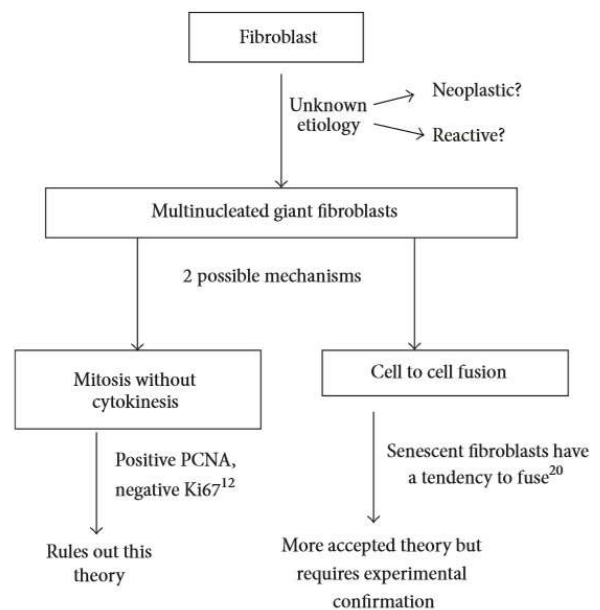 Fibroblast
Unknown
etiology
Neoplastic?
Reactive?
Multinucleated giant fibroblasts
2 possible mechanisms
Mitosis without
cytokinesis
Cell to cell fusion
Positive PCNA,
negative Ki67¹²
Senescent fibroblasts have
a tendency to fuse²⁰
Rules out this
theory
More accepted theory but
requires experimental
confirmation